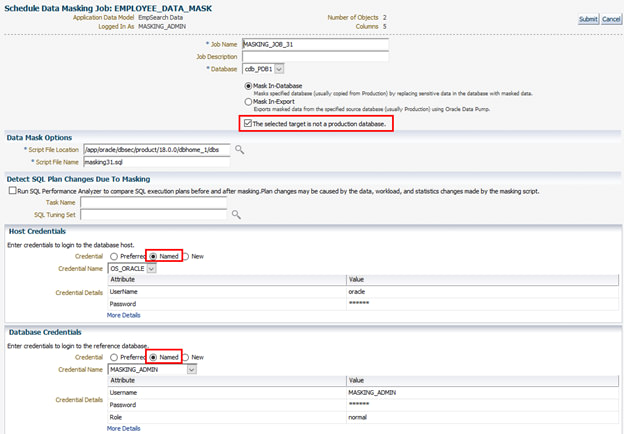 Schedule Data Masking Job: EMPLOYEE_DATA_MASK
Application Data Model EmpSearch Data Number of Objects 2 Submit Cancel
Logged In As MASKING_ADMIN Columns 5
* Job Name MASKING_JOB_31
Job Description
* Database cdb_PDB1
Mask In-Database
Masks specified database (usually copied from Production) by replacing sensitive data in the database with masked data.
Mask In-Export
Exports masked data from the specified source database (usually Production) using Oracle Data Pump.
The selected target is not a production database.
Data Mask Options
* Script File Location /app/oracle/dbsec/product/18.0.0/dbhome_1/dbs
* Script File Name masking31.sql
Detect SQL Plan Changes Due To Masking
Run SQL Performance Analyzer to compare SQL execution plans before and after masking.Plan changes may be caused by the data, workload, and statistics changes made by the masking script.
Task Name
SQL Tuning Set
Host Credentials
Enter credentials to login to the database host.
Credential Preferred Named New
Credential Name OS_ORACLE
Attribute Value
Credential Details UserName oracle
Password ******
More Details
Database Credentials
Enter credentials to login to the reference database.
Credential Preferred Named New
Credential Name MASKING_ADMIN
Attribute Value
Username MASKING_ADMIN
Credential Details Password ******
Role normal
More Details